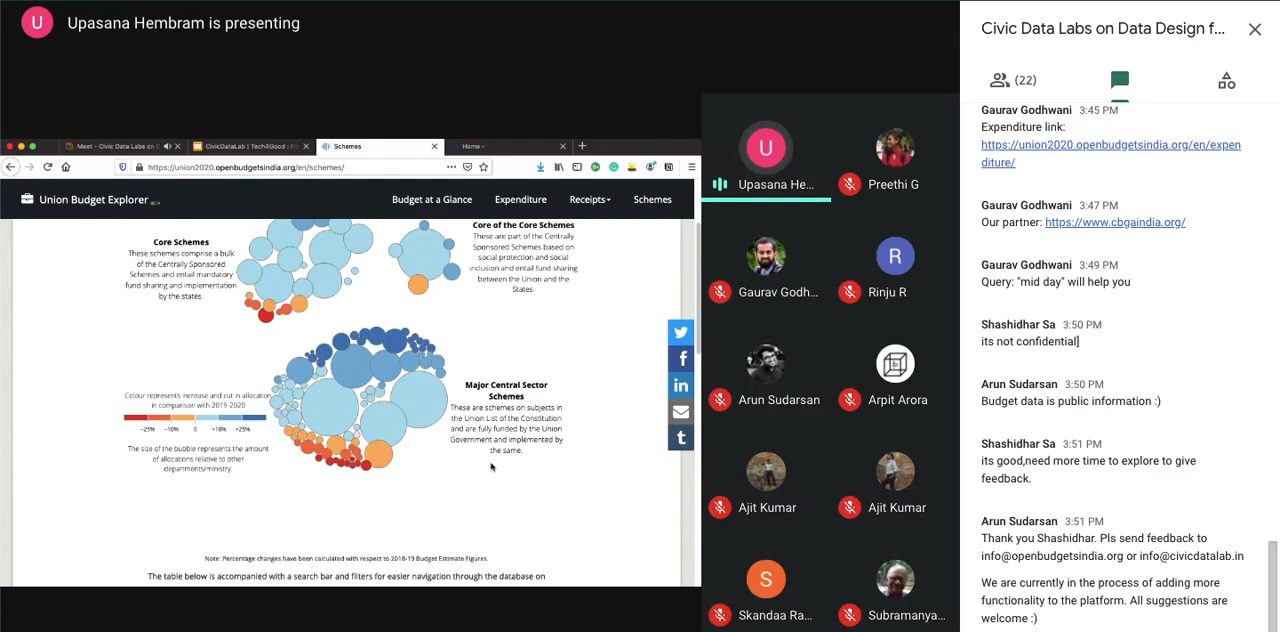 U
Upasana Hembram is presenting
Meet - Civic Data Labs on D
CivicDataLab | Tech4Good | Fi
Schemes
Home -
https://union2020.openbudgetsindia.org/en/schemes/
Union Budget Explorer
Budget at a Glance
Expenditure
Receipts
Schemes
Core Schemes
These schemes comprise a bulk
of the Centrally Sponsored
Schemes and entail mandatory
fund sharing and implementation
by the states.
Core of the Core Schemes
These are part of the Centrally
Sponsored Schemes based on
social protection and social
inclusion and entail fund sharing
between the Union and the
States.
Colour represents increase and cut in allocation
in comparison with 2019-2020
-25% -10% 0 +10% +25%
The size of the bubble represents the amount
of allocations relative to other
departments/ministry.
Major Central Sector
Schemes
These are schemes on subjects in
the Union List of the Constitution
and are fully funded by the Union
Government and implemented by
the same.
Note: Percentage changes have been calculated with respect to 2018-19 Budget Estimate Figures.
The table below is accompanied with a search bar and filters for easier navigation through the database on
U
Upasana He...
Preethi G
Gaurav Godh...
R
Rinju R
Arun Sudarsan
Arpit Arora
Ajit Kumar
Ajit Kumar
S
Skandaa Ra...
Subramanya...
Civic Data Labs on Data Design f...
(22)
Gaurav Godhwani 3:45 PM
Expenditure link:
https://union2020.openbudgetsindia.org/en/expen
diture/
Gaurav Godhwani 3:47 PM
Our partner: https://www.cbgaindia.org/
Gaurav Godhwani 3:49 PM
Query: "mid day" will help you
Shashidhar Sa 3:50 PM
its not confidential]
Arun Sudarsan 3:50 PM
Budget data is public information :)
Shashidhar Sa 3:51 PM
its good,need more time to explore to give
feedback.
Arun Sudarsan 3:51 PM
Thank you Shashidhar. Pls send feedback to
info@openbudgetsindia.org or info@civicdatalab.in
We are currently in the process of adding more
functionality to the platform. All suggestions are
welcome :)